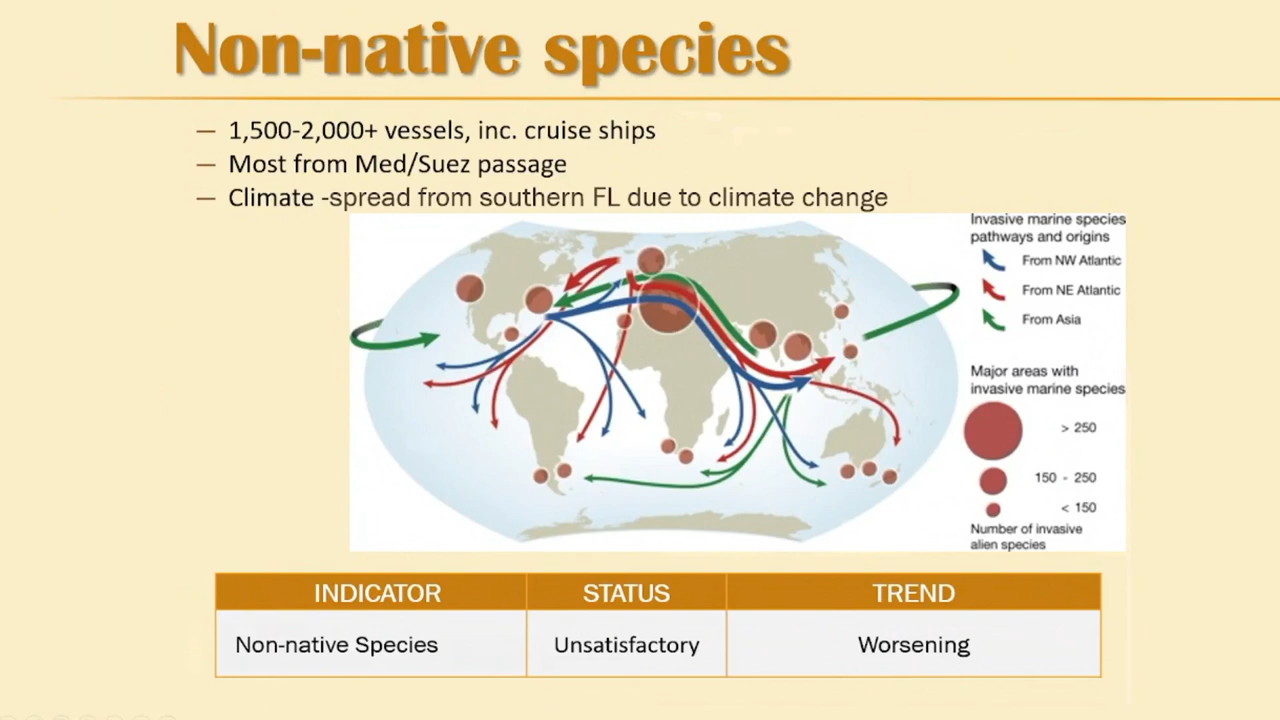 Non-native species
— 1,500-2,000+ vessels, inc. cruise ships
— Most from Med/Suez passage
— Climate -spread from southern FL due to climate change
Invasive marine species
pathways and origins
From NW Atlantic
From NE Atlantic
From Asia
Major areas with
invasive marine species
> 250
150 - 250
< 150
Number of invasive
alien species
INDICATOR STATUS TREND
Non-native Species Unsatisfactory Worsening